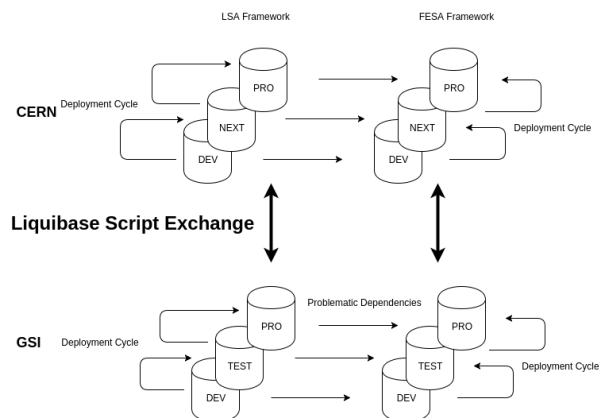 LSA Framework
FESA Framework
PRO
PRO
CERN
Deployment Cycle
NEXT
NEXT
Deployment Cycle
DEV
DEV
Liquibase Script Exchange
Problematic Dependencies
PRO
PRO
GSI
Deployment Cycle
TEST
TEST
Deployment Cycle
DEV
DEV